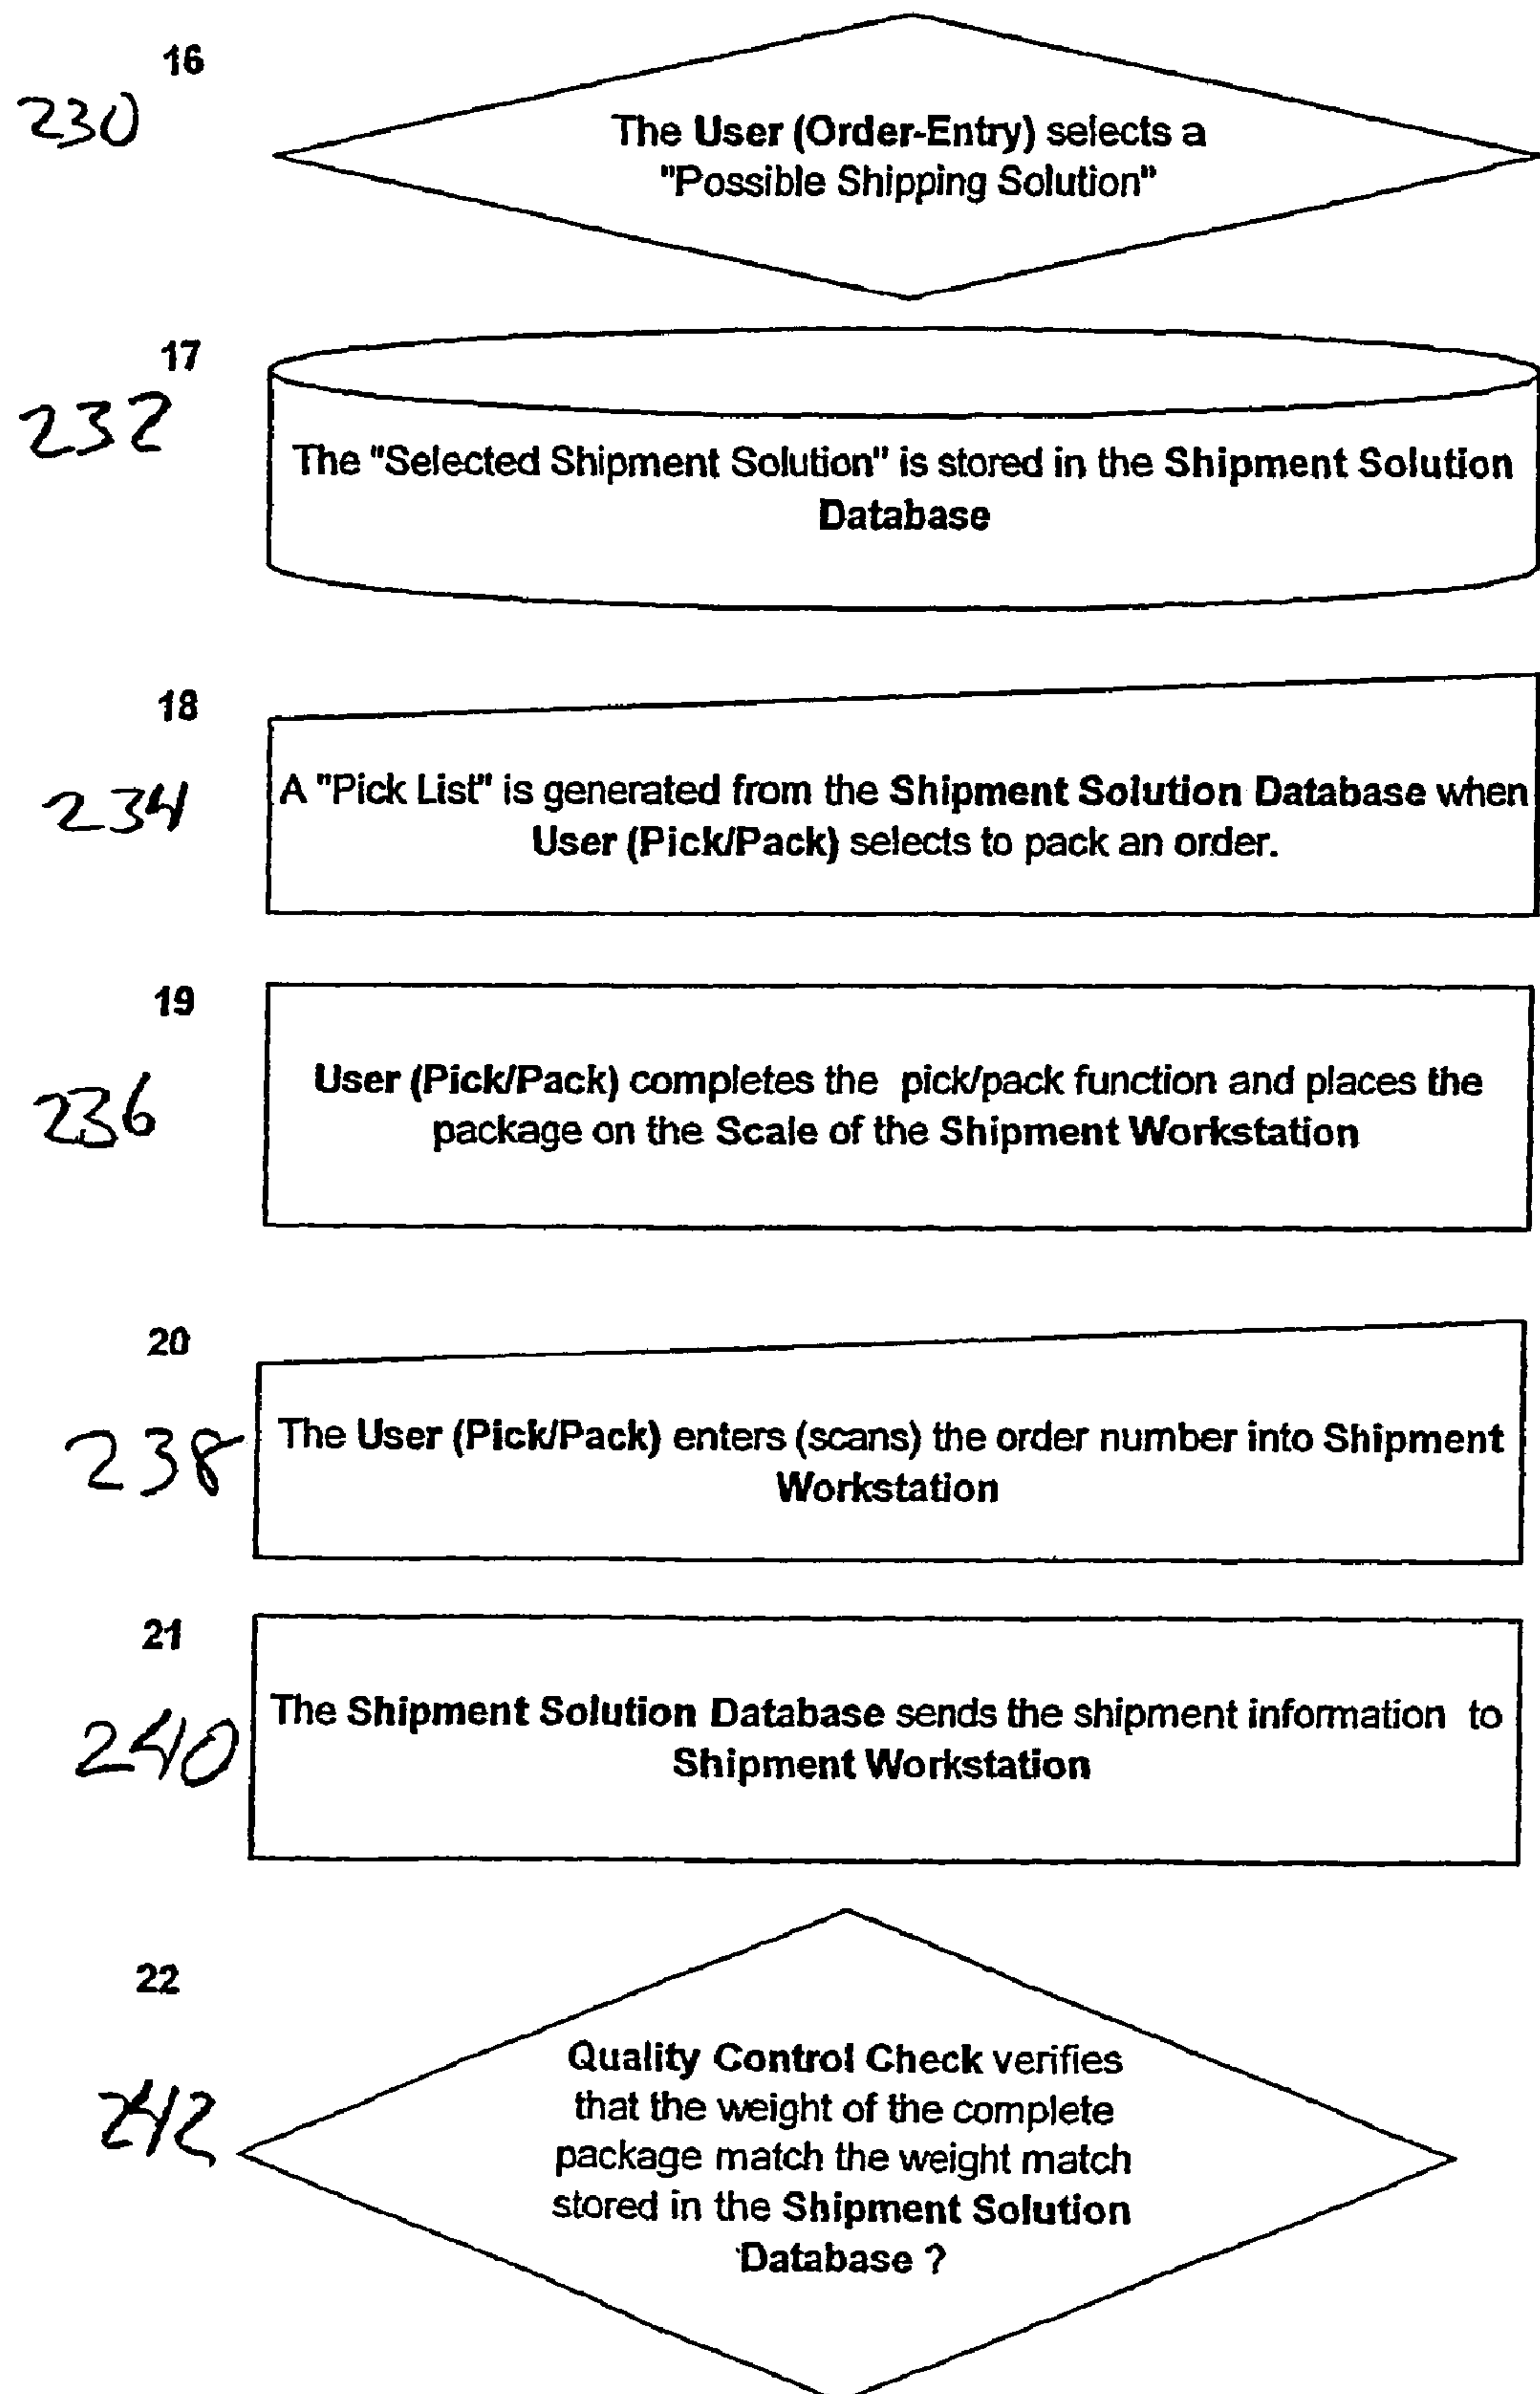 16
230
The User (Order-Entry) selects a
"Possible Shipping Solution"
17
232
The "Selected Shipment Solution" is stored in the Shipment Solution
Database
18
234
A "Pick List" is generated from the Shipment Solution Database when
User (Pick/Pack) selects to pack an order.
19
236
User (Pick/Pack) completes the pick/pack function and places the
package on the Scale of the Shipment Workstation
20
238
The User (Pick/Pack) enters (scans) the order number into Shipment
Workstation
21
240
The Shipment Solution Database sends the shipment information to
Shipment Workstation
22
242
Quality Control Check verifies
that the weight of the complete
package match the weight match
stored in the Shipment Solution
Database ?